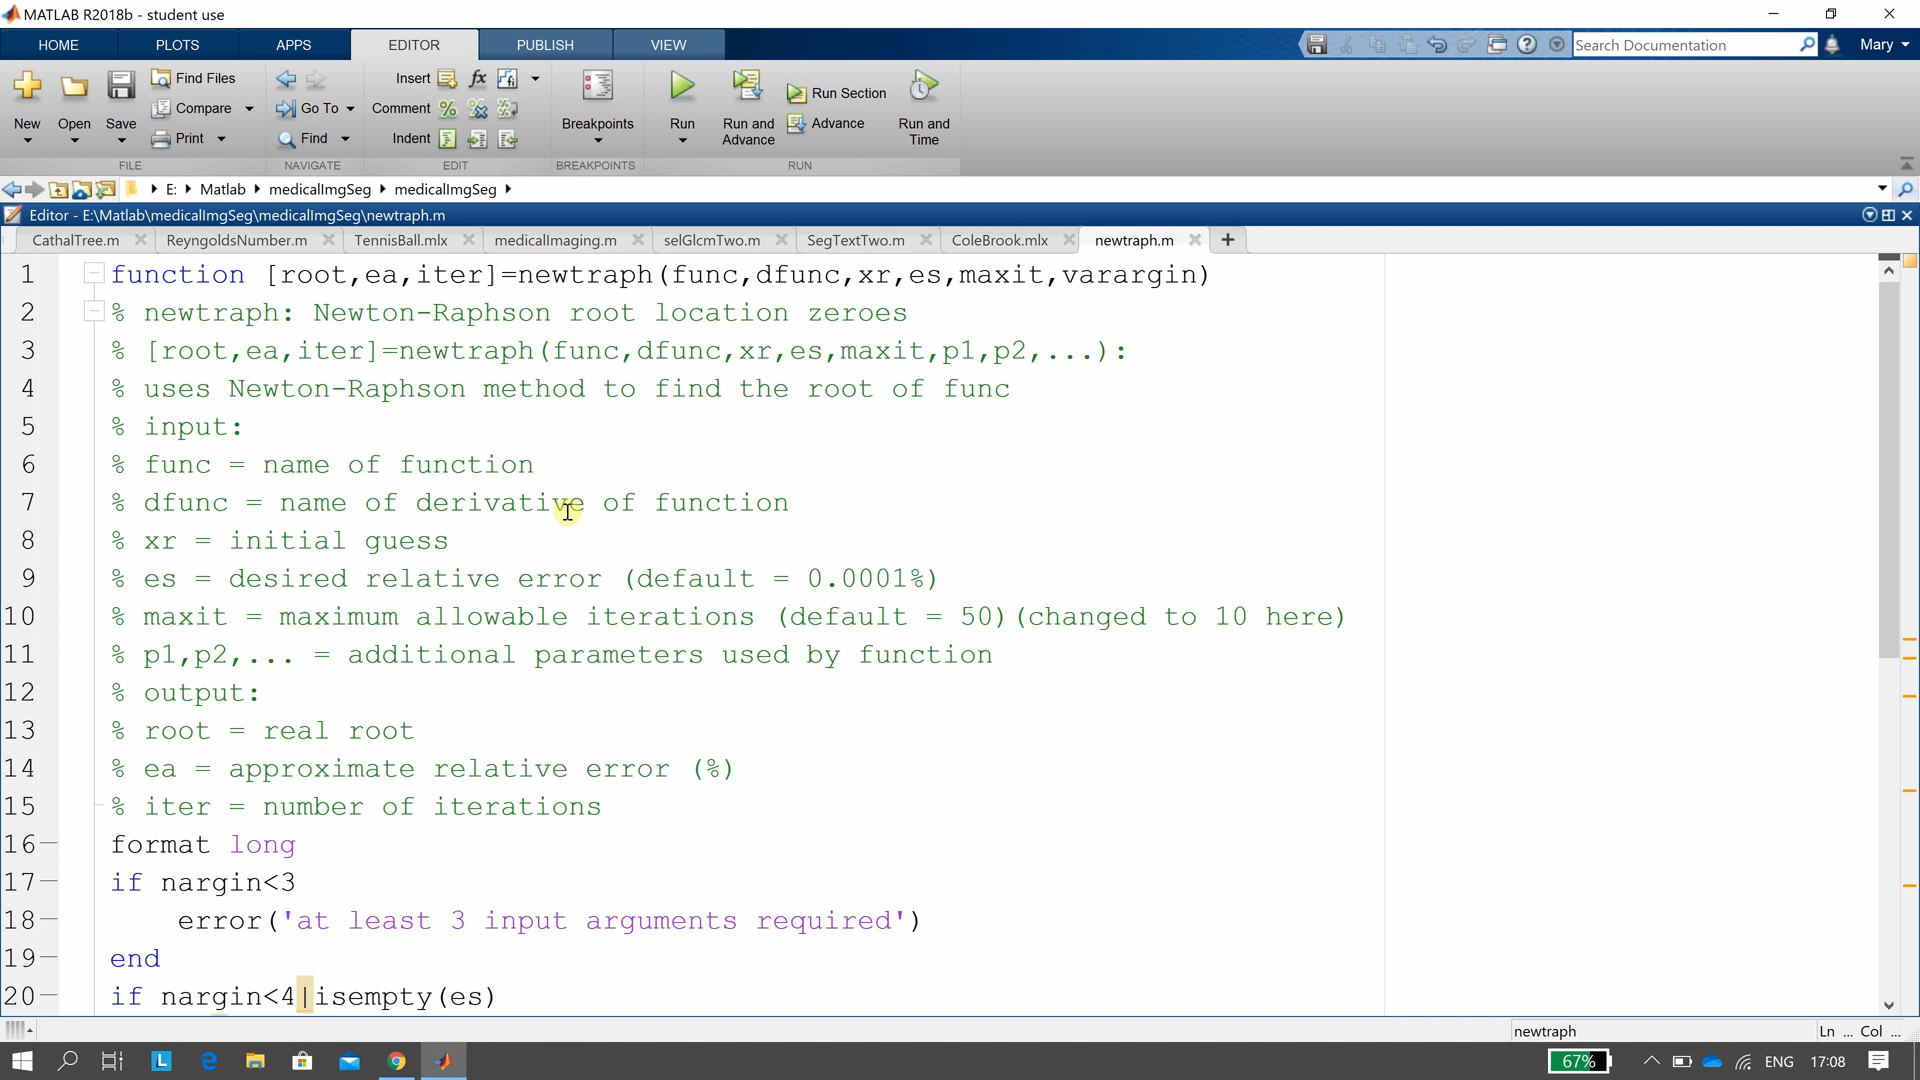 MATLAB R2018b - student use
HOME PLOTS APPS EDITOR PUBLISH VIEW Search Documentation Mary
New Open Save Find Files Compare Print Go To Find Insert fx Comment Indent Breakpoints Run Run and Advance Run Section Advance Run and Time
FILE NAVIGATE EDIT BREAKPOINTS RUN
E: Matlab medicalImgSeg medicalImgSeg
Editor - E:\Matlab\medicalImgSeg\medicalImgSeg\newtraph.m
CathalTree.m ReyngoldsNumber.m TennisBall.mlx medicalImaging.m selGlcmTwo.m SegTextTwo.m ColeBrook.mlx newtraph.m
1 function [root,ea,iter]=newtraph(func,dfunc,xr,es,maxit,varargin)
2 % newtraph: Newton-Raphson root location zeroes
3 % [root,ea,iter]=newtraph(func,dfunc,xr,es,maxit,p1,p2,...):
4 % uses Newton-Raphson method to find the root of func
5 % input:
6 % func = name of function
7 % dfunc = name of derivative of function
8 % xr = initial guess
9 % es = desired relative error (default = 0.0001%)
10 % maxit = maximum allowable iterations (default = 50)(changed to 10 here)
11 % p1,p2,... = additional parameters used by function
12 % output:
13 % root = real root
14 % ea = approximate relative error (%)
15 % iter = number of iterations
16 format long
17 if nargin<3
18 error('at least 3 input arguments required')
19 end
20 if nargin<4|isempty(es)
newtraph Ln ... Col ...
67% ENG 17:08